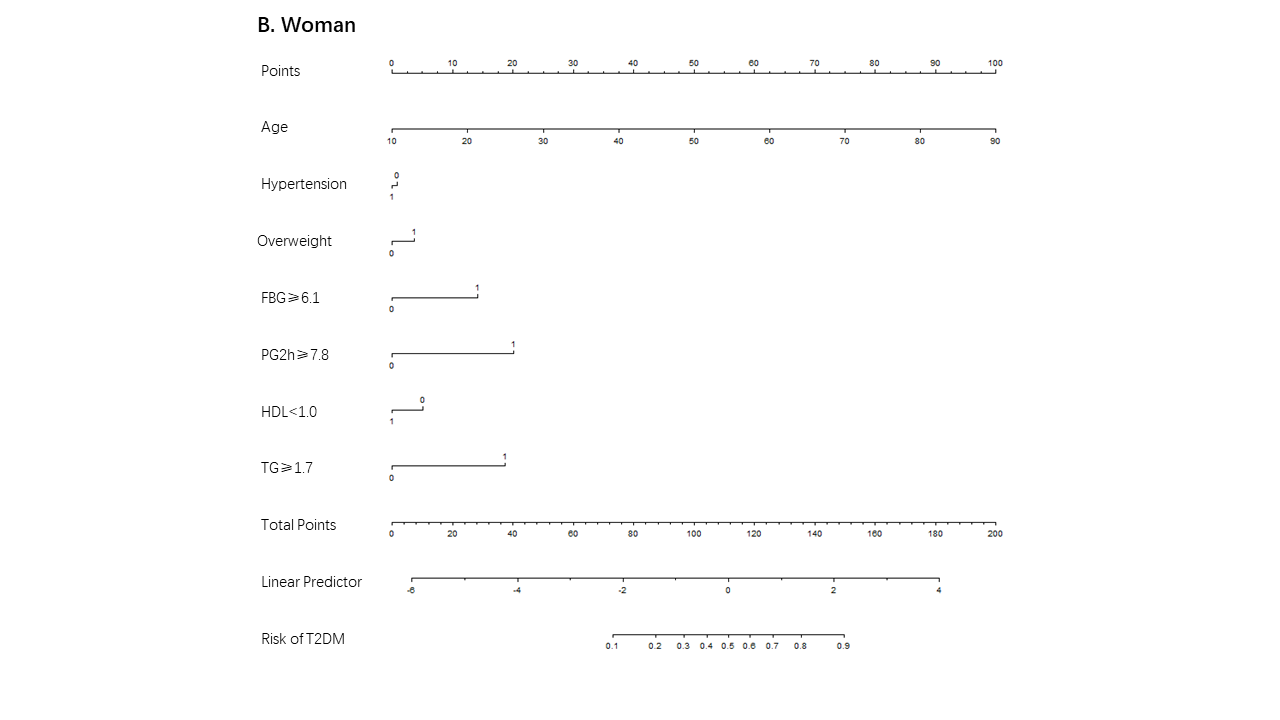 B. Woman
Points
0 10 20 30 40 50 60 70 80 90 100
Age
10 20 30 40 50 60 70 80 90
Hypertension
0
1
Overweight
1
0
FBG⩾6.1
1
0
PG2h⩾7.8
1
0
HDL<1.0
0
1
TG⩾1.7
1
0
Total Points
0 20 40 60 80 100 120 140 160 180 200
Linear Predictor
-6 -4 -2 0 2 4
Risk of T2DM
0.1 0.2 0.3 0.4 0.5 0.6 0.7 0.8 0.9